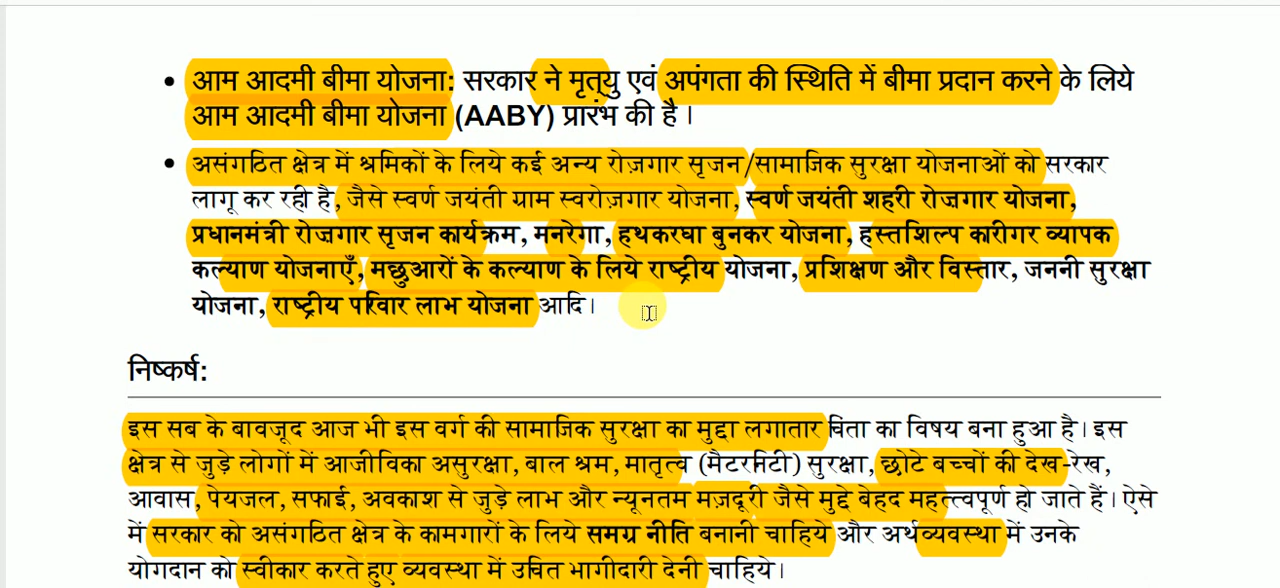 • आम आदमी बीमा योजना: सरकार ने मृत्यु एवं अपंगता की स्थिति में बीमा प्रदान करने के लिये
आम आदमी बीमा योजना (AABY) प्रारंभ की है।
• असंगठित क्षेत्र में श्रमिकों के लिये कई अन्य रोज़गार सृजन/सामाजिक सुरक्षा योजनाओं को सरकार
लागू कर रही है, जैसे स्वर्ण जयंती ग्राम स्वरोज़गार योजना, स्वर्ण जयंती शहरी रोज़गार योजना,
प्रधानमंत्री रोज़गार सृजन कार्यक्रम, मनरेगा, हथकरघा बुनकर योजना, हस्तशिल्प कारीगर व्यापक
कल्याण योजनाएँ, मछुआरों के कल्याण के लिये राष्ट्रीय योजना, प्रशिक्षण और विस्तार, जननी सुरक्षा
योजना, राष्ट्रीय परिवार लाभ योजना आदि।
निष्कर्ष:
इस सब के बावजूद आज भी इस वर्ग की सामाजिक सुरक्षा का मुद्दा लगातार चिंता का विषय बना हुआ है। इस
क्षेत्र से जुड़े लोगों में आजीविका असुरक्षा, बाल श्रम, मातृत्व (मैटरनिटी) सुरक्षा, छोटे बच्चों की देख-रेख,
आवास, पेयजल, सफाई, अवकाश से जुड़े लाभ और न्यूनतम मज़दूरी जैसे मुद्दे बेहद महत्त्वपूर्ण हो जाते हैं। ऐसे
में सरकार को असंगठित क्षेत्र के कामगारों के लिये समग्र नीति बनानी चाहिये और अर्थव्यवस्था में उनके
योगदान को स्वीकार करते हुए व्यवस्था में उचित भागीदारी देनी चाहिये।